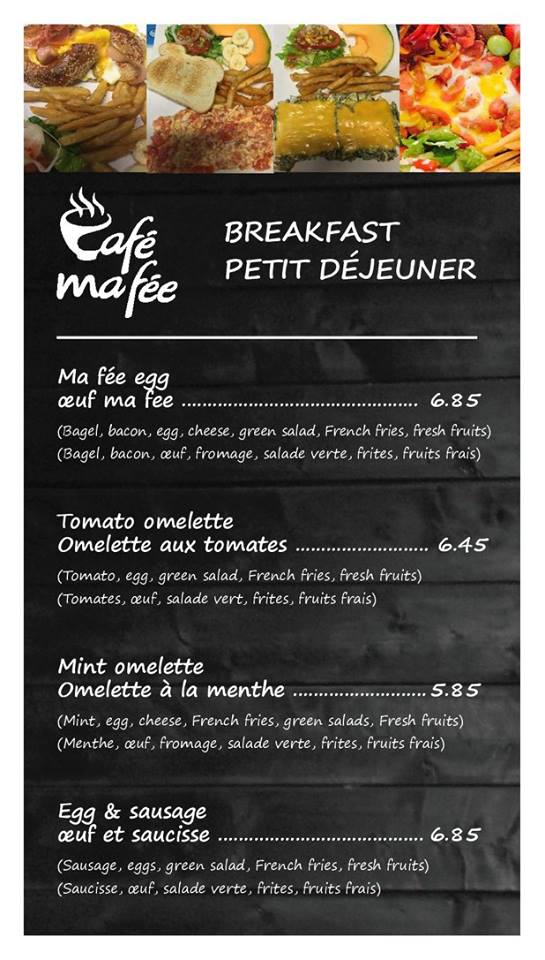 Café
ma fée
BREAKFAST
PETIT DÉJEUNER
Ma fée egg
œuf ma fee ............................................... 6.85
(Bagel, bacon, egg, cheese, green salad, French fries, fresh fruits)
(Bagel, bacon, œuf, fromage, salade verte, frites, fruits frais)
Tomato omelette
Omelette aux tomates .......................... 6.45
(Tomato, egg, green salad, French fries, fresh fruits)
(Tomates, œuf, salade vert, frites, fruits frais)
Mint omelette
Omelette à la menthe .......................... 5.85
(Mint, egg, cheese, French fries, green salads, Fresh fruits)
(Menthe, œuf, fromage, salade verte, frites, fruits frais)
Egg & sausage
œuf et saucisse ........................................ 6.85
(Sausage, eggs, green salad, French fries, fresh fruits)
(Saucisse, œuf, salade verte, frites, fruits frais)